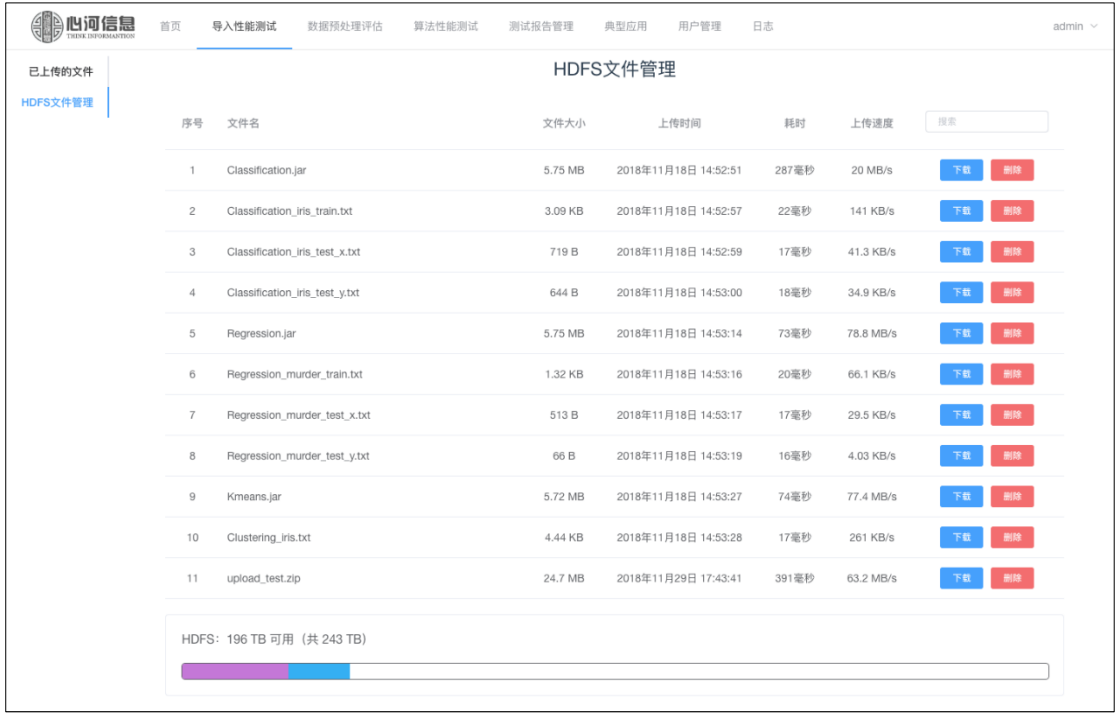 心河信息
THINK INFORMANTION
首页 导入性能测试 数据预处理评估 算法性能测试 测试报告管理 典型应用 用户管理 日志 admin
已上传的文件
HDFS文件管理
HDFS文件管理
序号 文件名 文件大小 上传时间 耗时 上传速度 搜索
1 Classification.jar 5.75 MB 2018年11月18日 14:52:51 287毫秒 20 MB/s 下载 删除
2 Classification_iris_train.txt 3.09 KB 2018年11月18日 14:52:57 22毫秒 141 KB/s 下载 删除
3 Classification_iris_test_x.txt 719 B 2018年11月18日 14:52:59 17毫秒 41.3 KB/s 下载 删除
4 Classification_iris_test_y.txt 644 B 2018年11月18日 14:53:00 18毫秒 34.9 KB/s 下载 删除
5 Regression.jar 5.75 MB 2018年11月18日 14:53:14 73毫秒 78.8 MB/s 下载 删除
6 Regression_murder_train.txt 1.32 KB 2018年11月18日 14:53:16 20毫秒 66.1 KB/s 下载 删除
7 Regression_murder_test_x.txt 513 B 2018年11月18日 14:53:17 17毫秒 29.5 KB/s 下载 删除
8 Regression_murder_test_y.txt 66 B 2018年11月18日 14:53:19 16毫秒 4.03 KB/s 下载 删除
9 Kmeans.jar 5.72 MB 2018年11月18日 14:53:27 74毫秒 77.4 MB/s 下载 删除
10 Clustering_iris.txt 4.44 KB 2018年11月18日 14:53:28 17毫秒 261 KB/s 下载 删除
11 upload_test.zip 24.7 MB 2018年11月29日 17:43:41 391毫秒 63.2 MB/s 下载 删除
HDFS：196 TB 可用（共 243 TB）